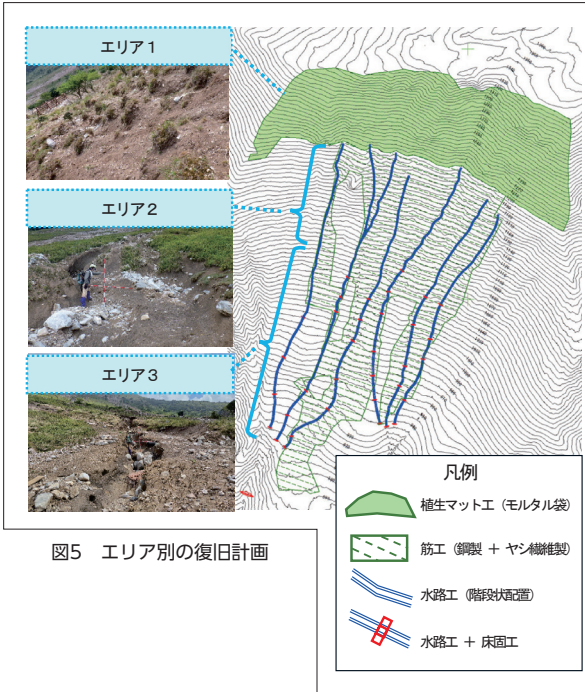 エリア1
エリア2
エリア3
凡例
植生マット工（モルタル袋）
筋工（鋼製 + ヤシ繊維製）
水路工（階段状配置）
水路工 + 床固工
図5　エリア別の復旧計画